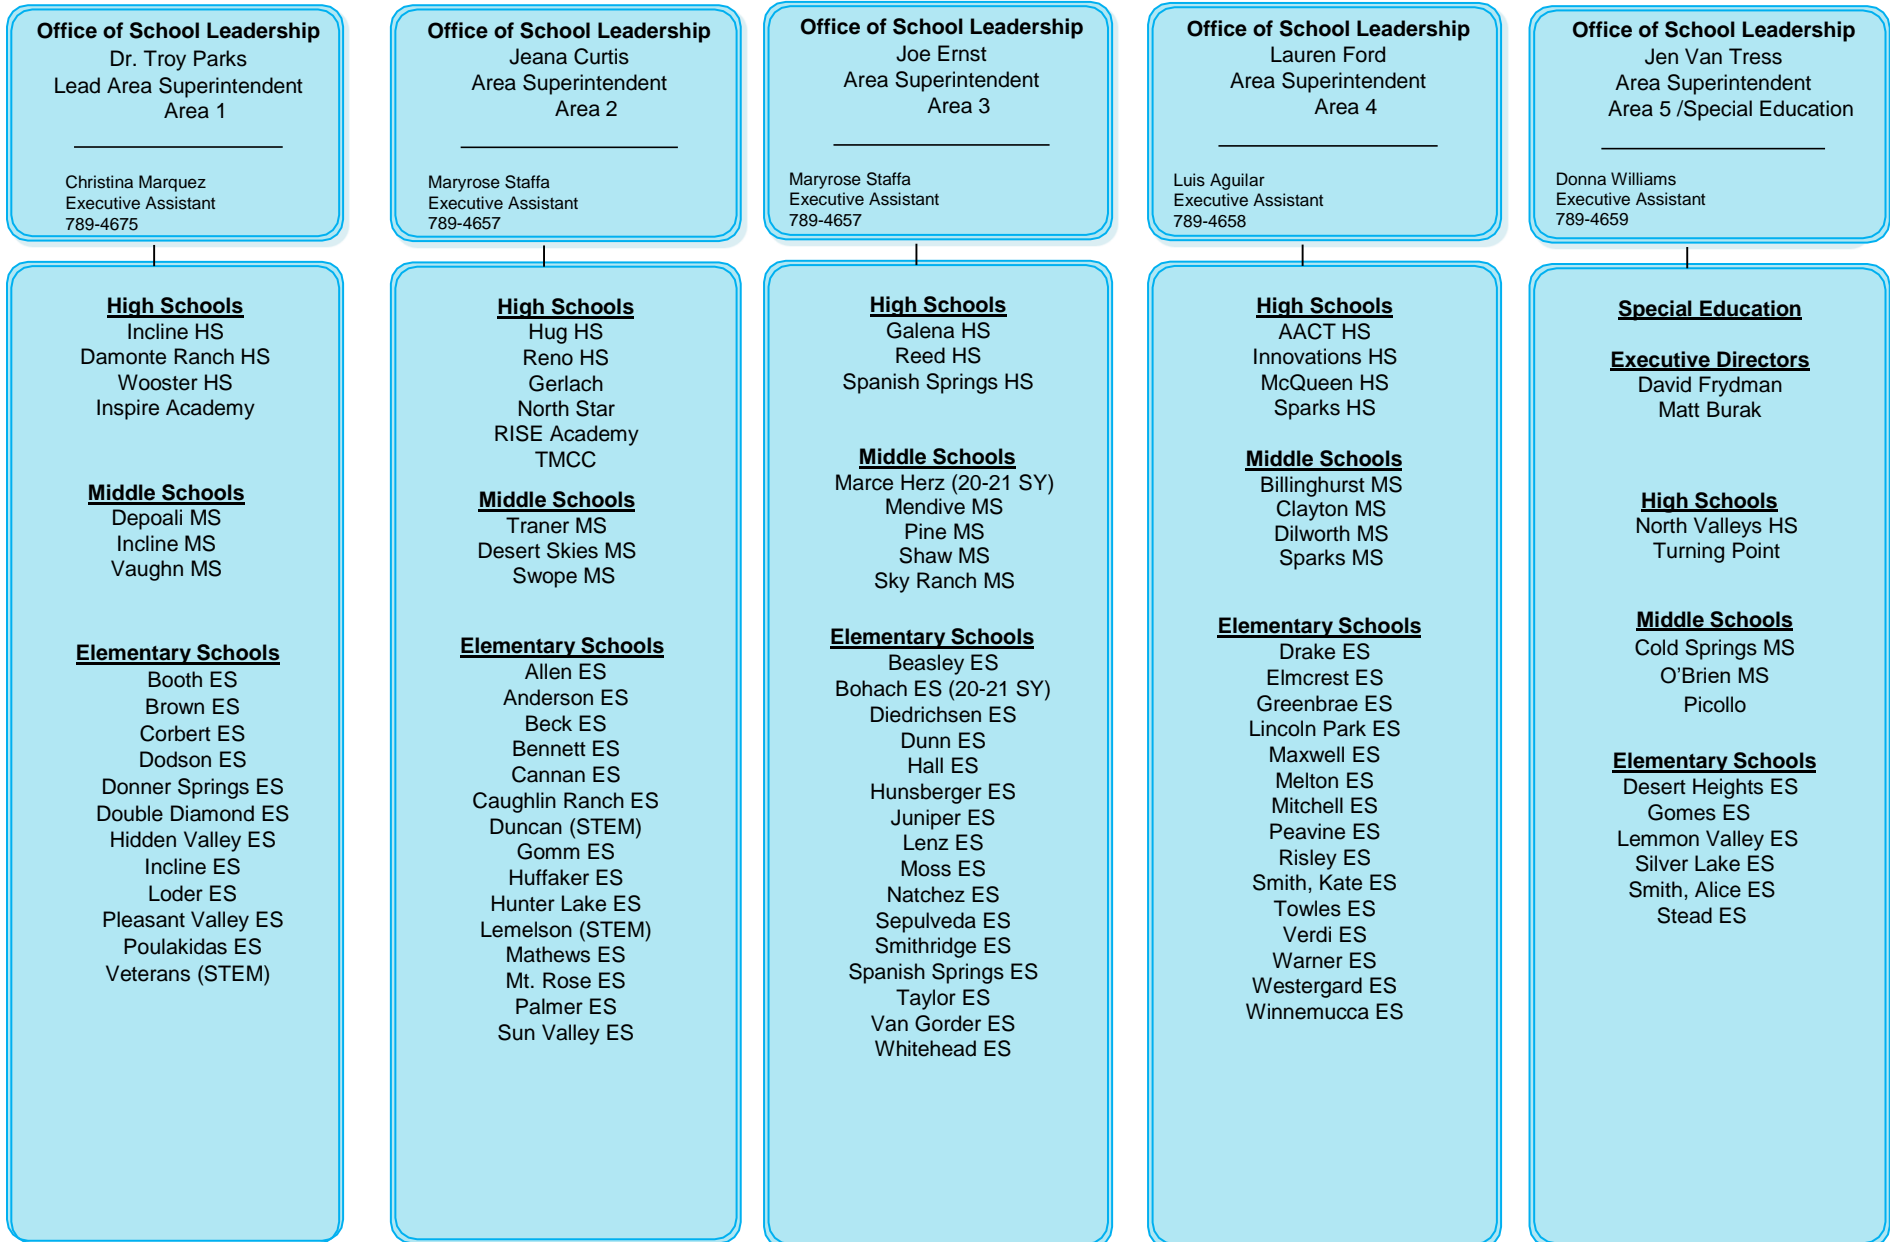 Office of School Leadership
Dr. Troy Parks
Lead Area Superintendent
Area 1
Christina Marquez
Executive Assistant
789-4675
High Schools
Incline HS
Damonte Ranch HS
Wooster HS
Inspire Academy
Middle Schools
Depoali MS
Incline MS
Vaughn MS
Elementary Schools
Booth ES
Brown ES
Corbert ES
Dodson ES
Donner Springs ES
Double Diamond ES
Hidden Valley ES
Incline ES
Loder ES
Pleasant Valley ES
Poulakidas ES
Veterans (STEM)
Office of School Leadership
Jeana Curtis
Area Superintendent
Area 2
Maryrose Staffa
Executive Assistant
789-4657
High Schools
Hug HS
Reno HS
Gerlach
North Star
RISE Academy
TMCC
Middle Schools
Traner MS
Desert Skies MS
Swope MS
Elementary Schools
Allen ES
Anderson ES
Beck ES
Bennett ES
Cannan ES
Caughlin Ranch ES
Duncan (STEM)
Gomm ES
Huffaker ES
Hunter Lake ES
Lemelson (STEM)
Mathews ES
Mt. Rose ES
Palmer ES
Sun Valley ES
Office of School Leadership
Joe Ernst
Area Superintendent
Area 3
Maryrose Staffa
Executive Assistant
789-4657
High Schools
Galena HS
Reed HS
Spanish Springs HS
Middle Schools
Marce Herz (20-21 SY)
Mendive MS
Pine MS
Shaw MS
Sky Ranch MS
Elementary Schools
Beasley ES
Bohach ES (20-21 SY)
Diedrichsen ES
Dunn ES
Hall ES
Hunsberger ES
Juniper ES
Lenz ES
Moss ES
Natchez ES
Sepulveda ES
Smithridge ES
Spanish Springs ES
Taylor ES
Van Gorder ES
Whitehead ES
Office of School Leadership
Lauren Ford
Area Superintendent
Area 4
Luis Aguilar
Executive Assistant
789-4658
High Schools
AACT HS
Innovations HS
McQueen HS
Sparks HS
Middle Schools
Billinghurst MS
Clayton MS
Dilworth MS
Sparks MS
Elementary Schools
Drake ES
Elmcrest ES
Greenbrae ES
Lincoln Park ES
Maxwell ES
Melton ES
Mitchell ES
Peavine ES
Risley ES
Smith, Kate ES
Towles ES
Verdi ES
Warner ES
Westergard ES
Winnemucca ES
Office of School Leadership
Jen Van Tress
Area Superintendent
Area 5 /Special Education
Donna Williams
Executive Assistant
789-4659
Special Education
Executive Directors
David Frydman
Matt Burak
High Schools
North Valleys HS
Turning Point
Middle Schools
Cold Springs MS
O’Brien MS
Picollo
Elementary Schools
Desert Heights ES
Gomes ES
Lemmon Valley ES
Silver Lake ES
Smith, Alice ES
Stead ES